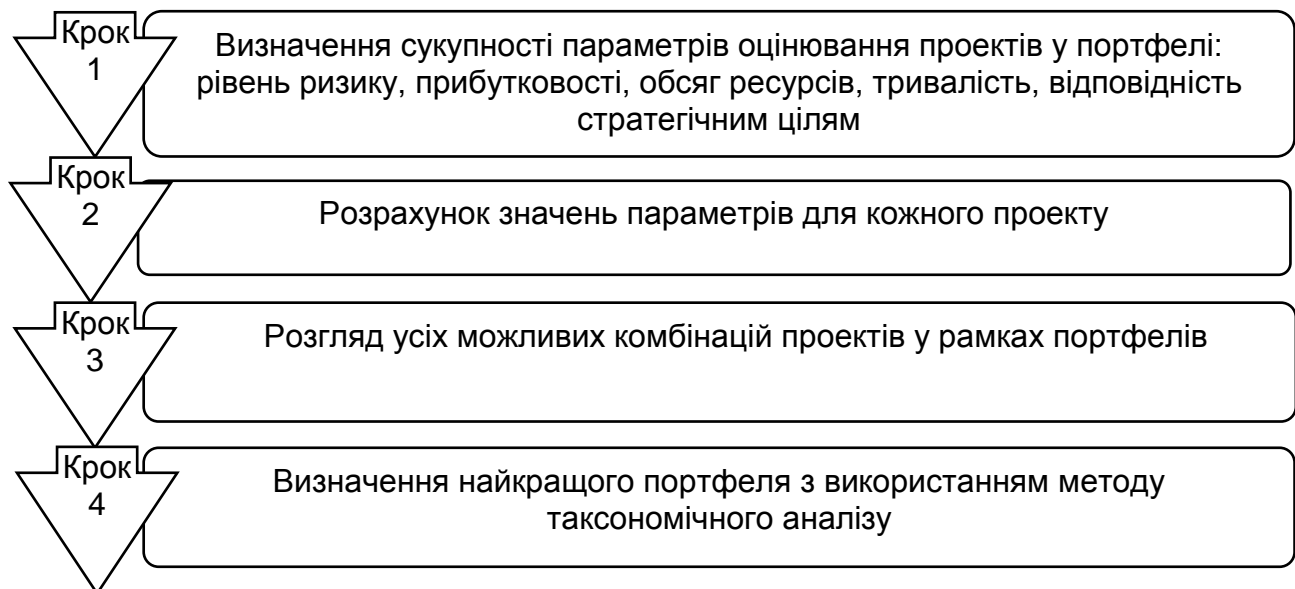 Крок
1
Визначення сукупності параметрів оцінювання проектів у портфелі:
рівень ризику, прибутковості, обсяг ресурсів, тривалість, відповідність
стратегічним цілям
Крок
2
Розрахунок значень параметрів для кожного проекту
Крок
3
Розгляд усіх можливих комбінацій проектів у рамках портфелів
Крок
4
Визначення найкращого портфеля з використанням методу
таксономічного аналізу